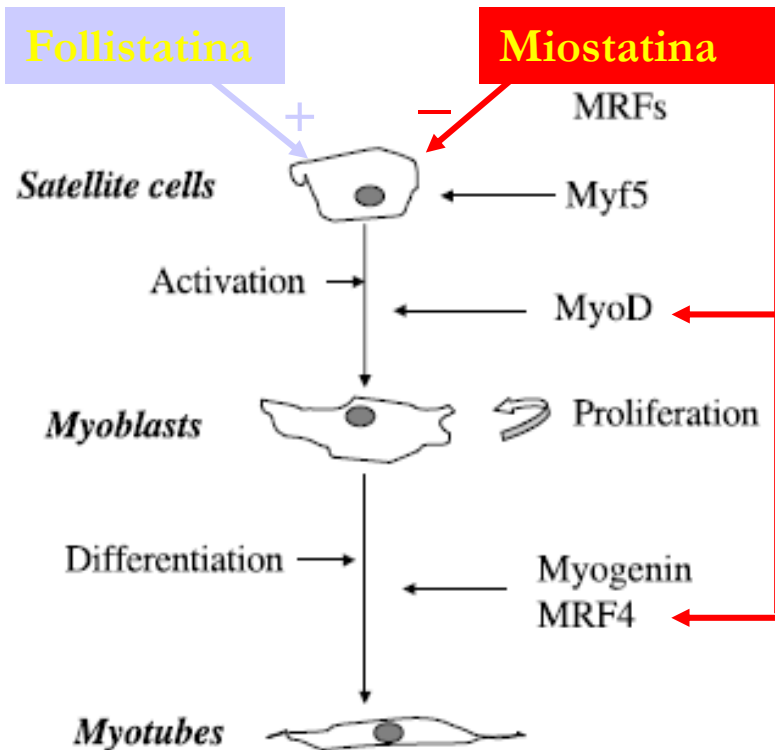 Follistatina
Miostatina
+
−
MRFs
Satellite cells
Myf5
Activation
MyoD
Myoblasts
Proliferation
Differentiation
Myogenin
MRF4
Myotubes